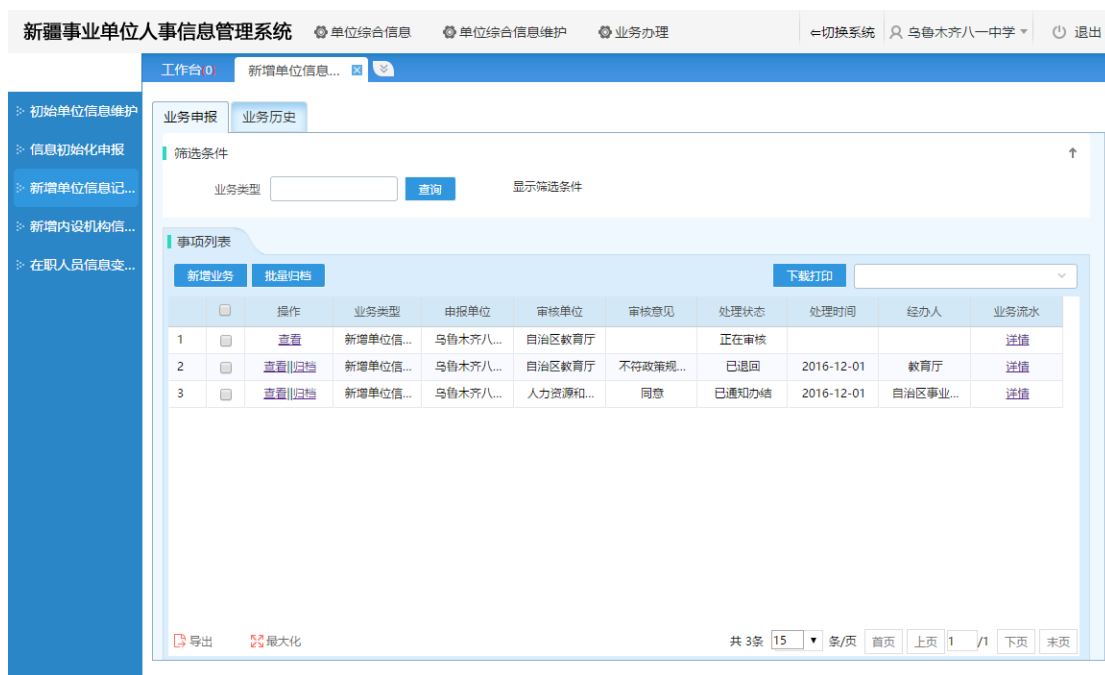 新疆事业单位人事信息管理系统 单位综合信息 单位综合信息维护 业务办理 ⇐切换系统 乌鲁木齐八一中学 退出
工作台(0) 新增单位信息...
初始单位信息维护
信息初始化申报
新增单位信息记...
新增内设机构信...
在职人员信息变...
业务申报 业务历史
筛选条件
业务类型 查询 显示筛选条件
事项列表
新增业务 批量归档 下载打印
操作 业务类型 申报单位 审核单位 审核意见 处理状态 处理时间 经办人 业务流水
1 查看 新增单位信... 乌鲁木齐八... 自治区教育厅 正在审核 详情
2 查看||归档 新增单位信... 乌鲁木齐八... 自治区教育厅 不符政策规... 已退回 2016-12-01 教育厅 详情
3 查看||归档 新增单位信... 乌鲁木齐八... 人力资源和... 同意 已通知办结 2016-12-01 自治区事业... 详情
导出 最大化 共 3条 15 条/页 首页 上页 1 /1 下页 末页